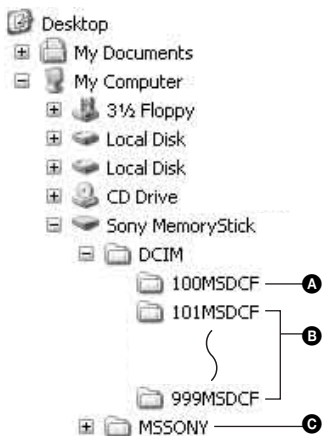 Desktop
My Documents
My Computer
3½ Floppy
Local Disk
Local Disk
CD Drive
Sony MemoryStick
DCIM
100MSDCF A
101MSDCF
B
999MSDCF
MSSONY C